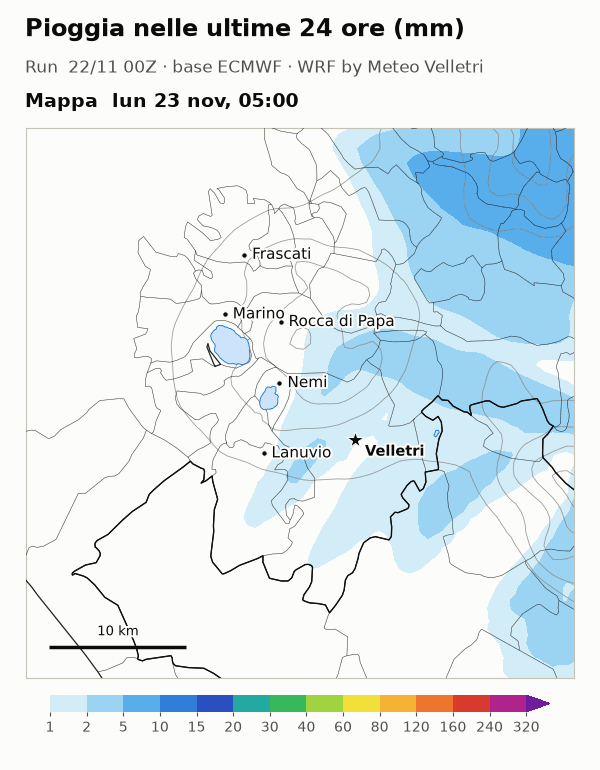 Pioggia nelle ultime 24 ore (mm)
Run  22/11 00Z · base ECMWF · WRF by Meteo Velletri
Mappa  lun 23 nov, 05:00
Frascati
Marino
Rocca di Papa
Nemi
Velletri
Lanuvio
10 km
1 2 5 10 15 20 30 40 60 80 120 160 240 320